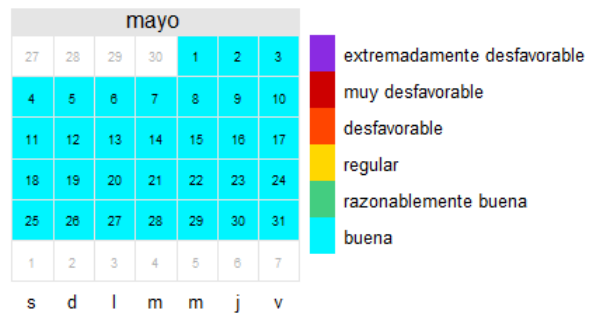 mayo
27 28 29 30 1 2 3
4 5 6 7 8 9 10
11 12 13 14 15 16 17
18 19 20 21 22 23 24
25 26 27 28 29 30 31
1 2 3 4 5 6 7
s d l m m j v
extremadamente desfavorable
muy desfavorable
desfavorable
regular
razonablemente buena
buena